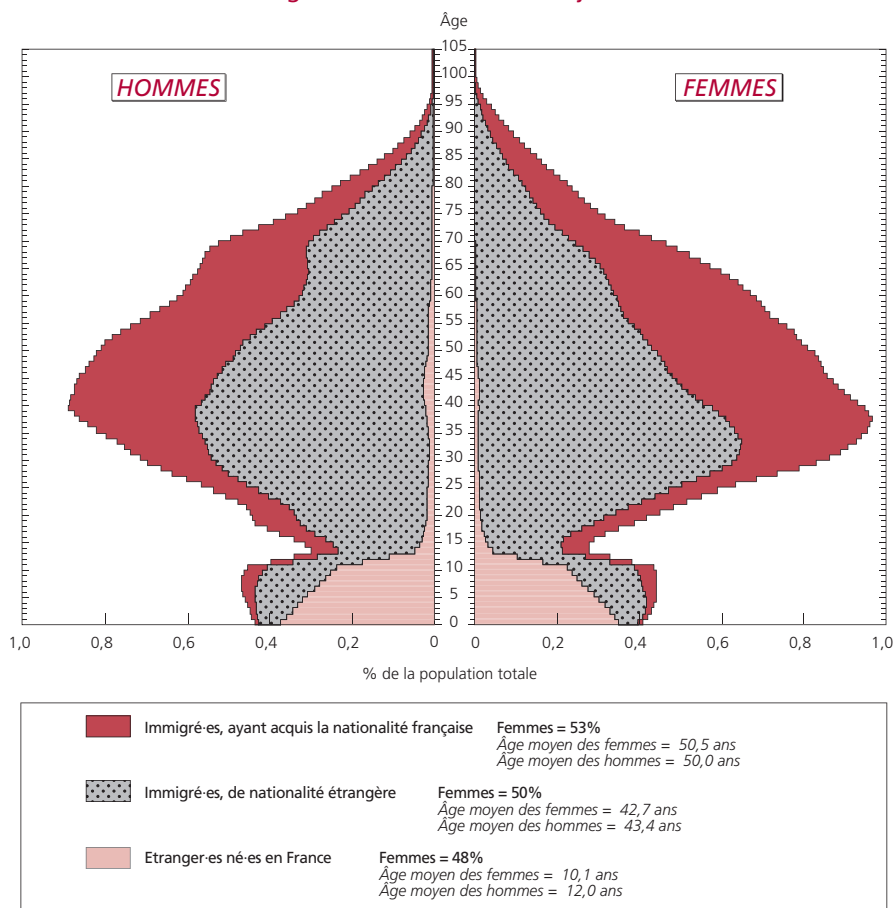 Âge
HOMMES
FEMMES
105
100
95
90
85
80
75
70
65
60
55
50
45
40
35
30
25
20
15
10
5
0
1,0 0,8 0,6 0,4 0,2 0 0 0,2 0,4 0,6 0,8 1,0
% de la population totale
Immigré·es, ayant acquis la nationalité française Femmes = 53%
Âge moyen des femmes = 50,5 ans
Âge moyen des hommes = 50,0 ans
Immigré·es, de nationalité étrangère Femmes = 50%
Âge moyen des femmes = 42,7 ans
Âge moyen des hommes = 43,4 ans
Etranger·es né·es en France Femmes = 48%
Âge moyen des femmes = 10,1 ans
Âge moyen des hommes = 12,0 ans